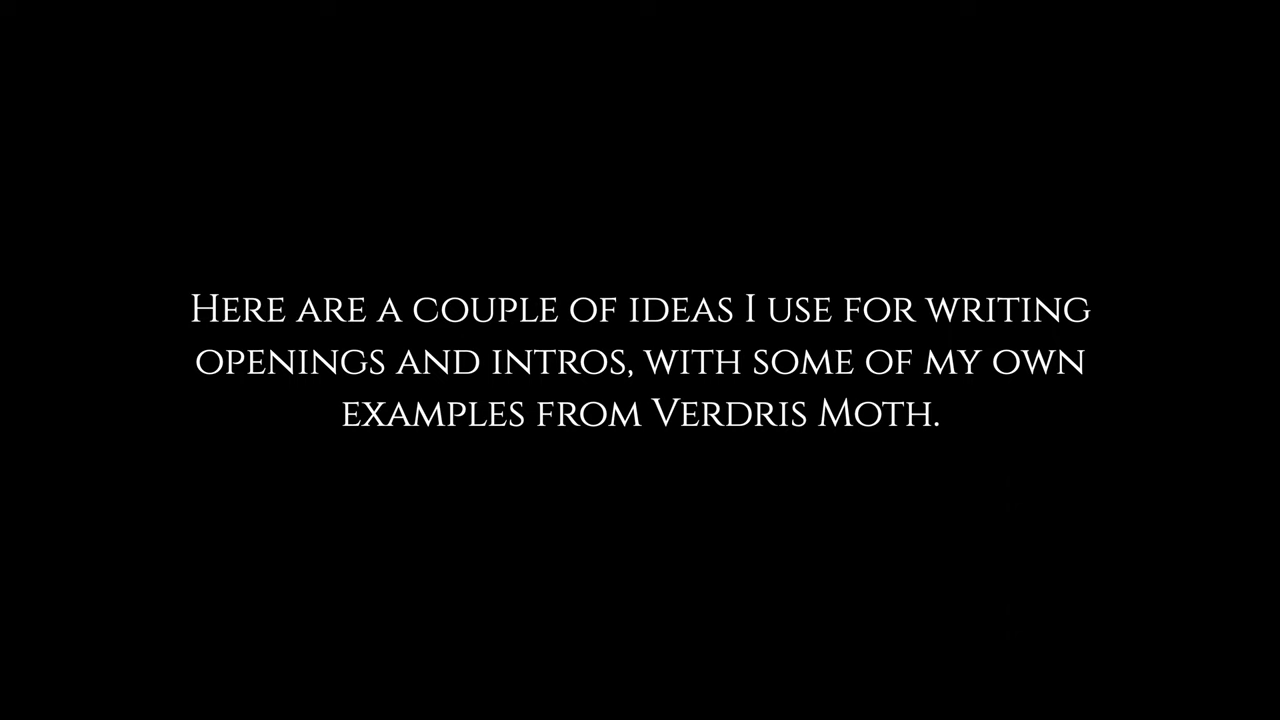 Here are a couple of ideas I use for writing
openings and intros, with some of my own
examples from Verdris Moth.